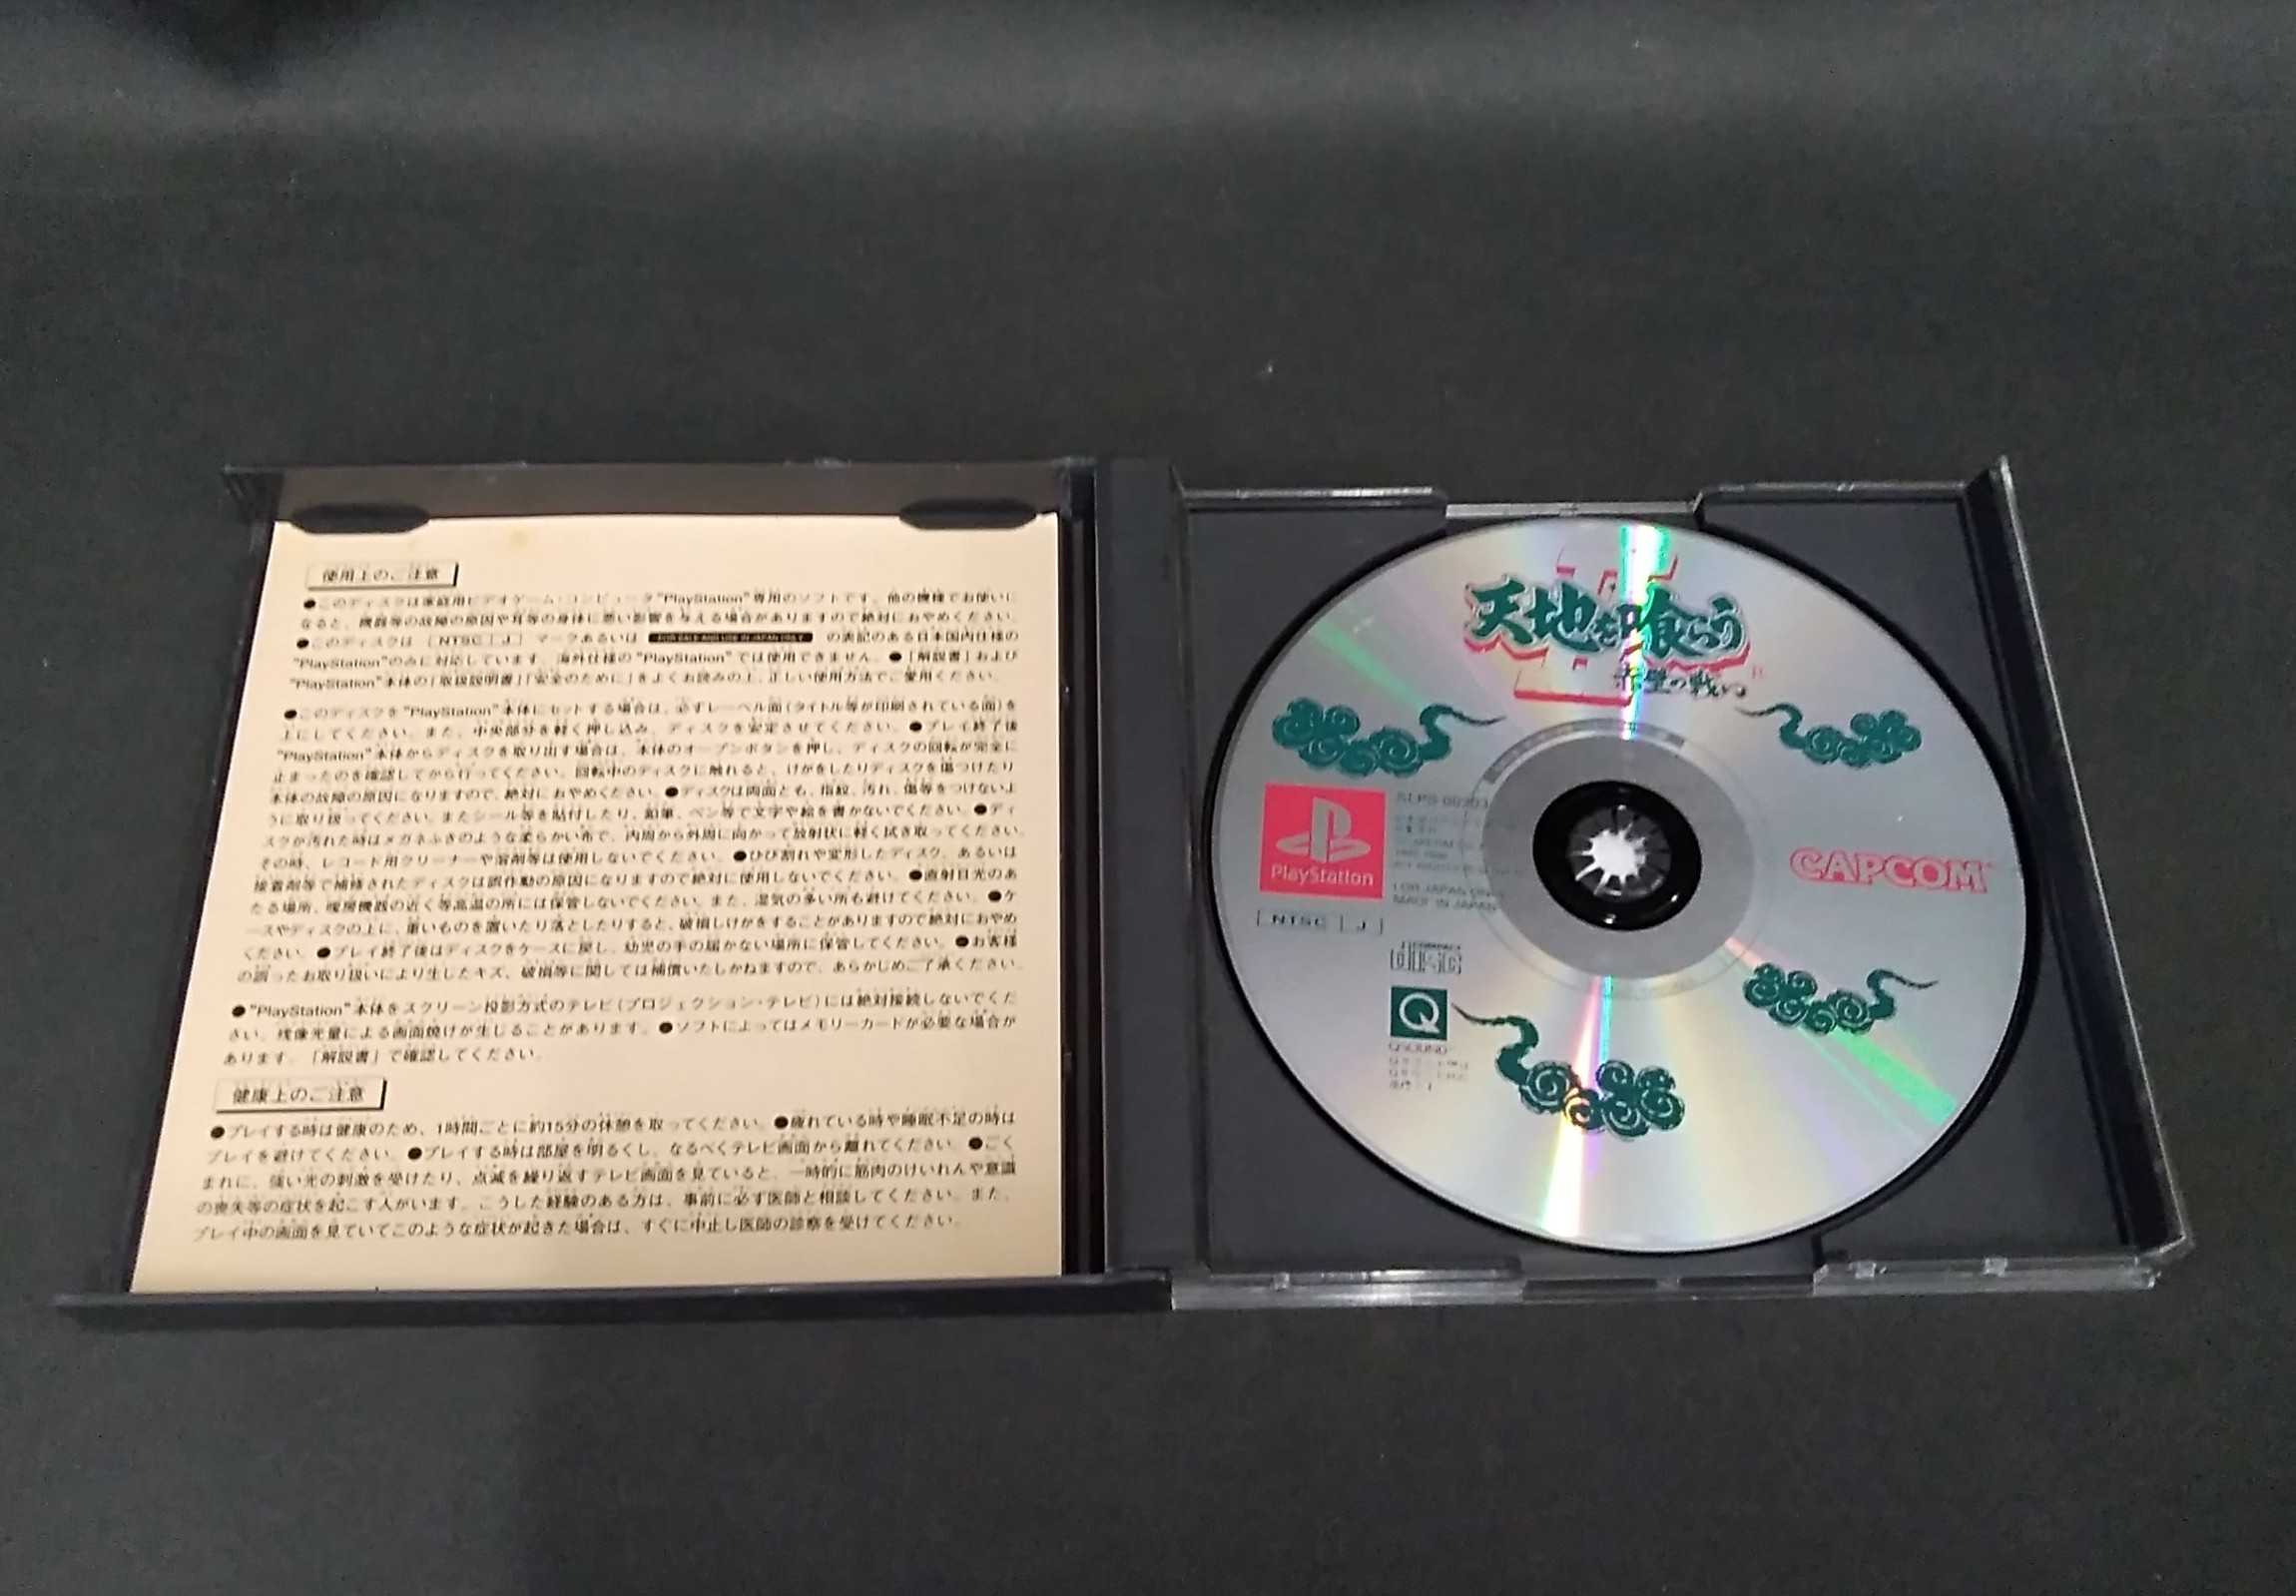 使用上のご注意
●このディスクは家庭用ビデオゲーム・コンピュータ"PlayStation"専用のソフトです。他の機種でお使いに
なると、機器等の故障の原因や耳等の身体に悪い影響を与える場合がありますので絶対におやめください。
●このディスクは [NTSC|J] マークあるいは FOR SALE AND USE IN JAPAN ONLY の表記のある日本国内仕様の
"PlayStation"のみに対応しています。海外仕様の"PlayStation"では使用できません。●「解説書」および
"PlayStation"本体の「取扱説明書」「安全のために」をよくお読みの上、正しい使用方法でご愛用ください。
●このディスクを"PlayStation"本体にセットする場合は、必ずレーベル面(タイトル等が印刷されている面)を
上にしてください。また、中央部分を軽く押し込み、ディスクを安定させてください。●プレイ終了後
"PlayStation"本体からディスクを取り出す場合は、本体のオープンボタンを押し、ディスクの回転が完全に
止まったのを確認してから行ってください。回転中のディスクに触れると、けがをしたりディスクを傷つけたり
本体の故障の原因になりますので、絶対におやめください。●ディスクは両面とも、指紋、汚れ、傷等をつけないよ
うに取り扱ってください。またシール等を貼付したり、鉛筆、ペン等で文字や絵を書かないでください。●ディ
スクが汚れた時はメガネふきのような柔らかい布で、内周から外周に向かって放射状に軽く拭き取ってください。
その時、レコード用クリーナーや溶剤等は使用しないでください。●ひび割れや変形したディスク、あるいは
接着剤等で補修されたディスクは誤作動の原因になりますので絶対に使用しないでください。●直射日光のあ
たる場所、暖房機器の近く等高温の所には保管しないでください。また、湿気の多い所も避けてください。●ケ
ースやディスクの上に、重いものを置いたり落としたりすると、破損しけがをすることがありますので絶対におやめ
ください。●プレイ終了後はディスクをケースに戻し、幼児の手の届かない場所に保管してください。●お客様
の誤ったお取り扱いにより生じたキズ、破損等に関しては補償いたしかねますので、あらかじめご了承ください。
●"PlayStation"本体をスクリーン投影方式のテレビ(プロジェクション・テレビ)には絶対接続しないでくだ
さい。残像光量による画面焼けが生じることがあります。●ソフトによってはメモリーカードが必要な場合が
あります。「解説書」で確認してください。
健康上のご注意
●プレイする時は健康のため、1時間ごとに約15分の休憩を取ってください。●疲れている時や睡眠不足の時は
プレイを避けてください。●プレイする時は部屋を明るくし、なるべくテレビ画面から離れてください。●ごく
まれに、強い光の刺激を受けたり、点滅を繰り返すテレビ画面を見ていると、一時的に筋肉のけいれんや意識
の喪失等の症状を起こす人がいます。こうした経験のある方は、事前に必ず医師と相談してください。また、
プレイ中の画面を見ていてこのような症状が起きた場合は、すぐに中止し医師の診察を受けてください。
天地を喰らう
赤壁の戦い
PlayStation
FOR JAPAN ONLY
MADE IN JAPAN
[NTSC|J]
CAPCOM
DISC
Q
QSOUND